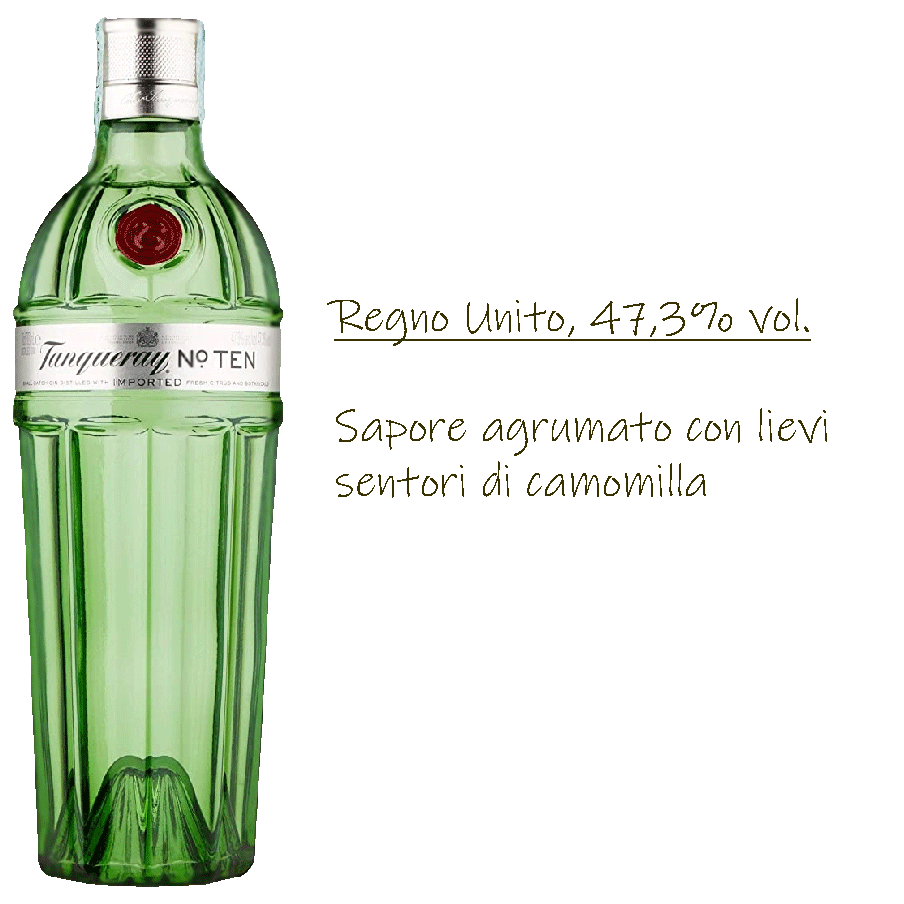 Tanqueray Nº TEN
IMPORTED
Regno Unito, 47,3% vol.
Sapore agrumato con lievi
sentori di camomilla